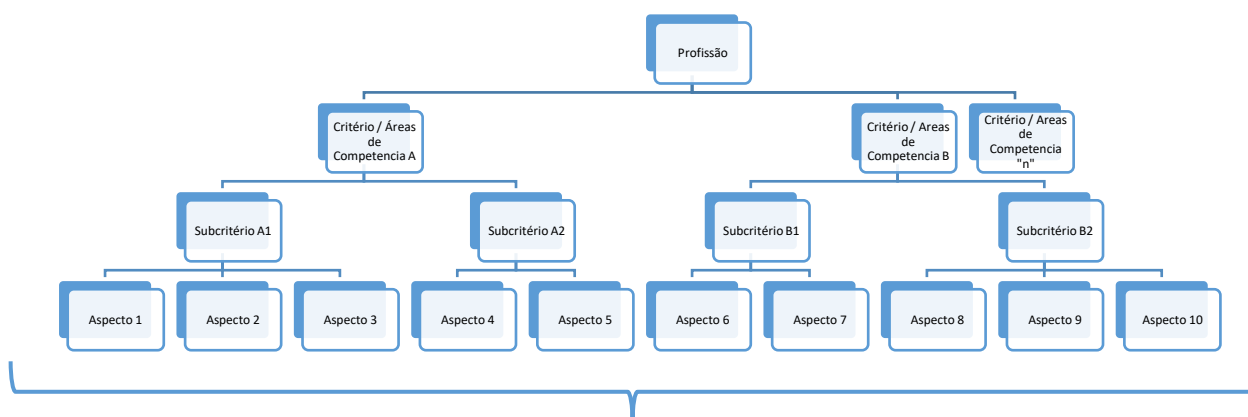 Profissão
Critério / Áreas
de
Competencia A
Critério / Areas
de
Competencia B
Critério / Areas
de
Competencia
"n"
Subcritério A1
Subcritério A2
Subcritério B1
Subcritério B2
Aspecto 1
Aspecto 2
Aspecto 3
Aspecto 4
Aspecto 5
Aspecto 6
Aspecto 7
Aspecto 8
Aspecto 9
Aspecto 10